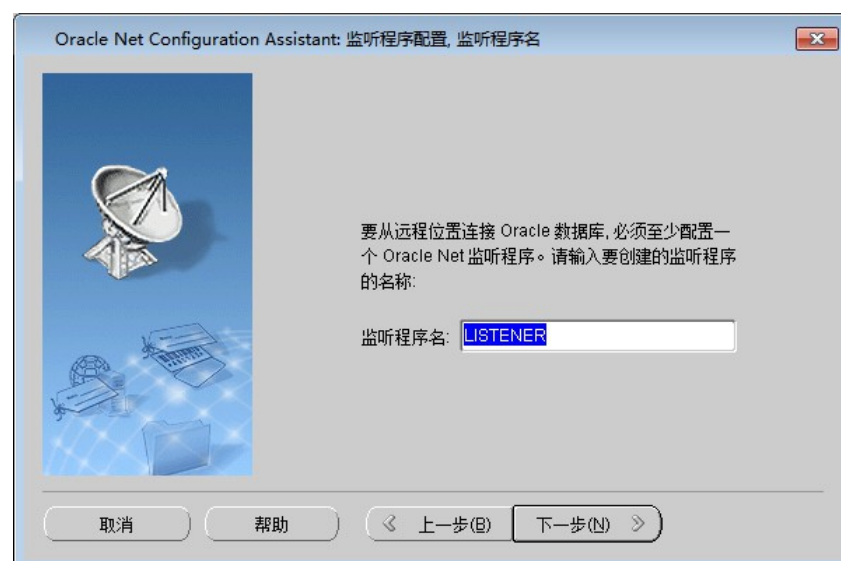 Oracle Net Configuration Assistant: 监听程序配置, 监听程序名
要从远程位置连接 Oracle 数据库, 必须至少配置一
个 Oracle Net 监听程序。请输入要创建的监听程序
的名称:
监听程序名: LISTENER
取消 帮助 上一步(B) 下一步(N)